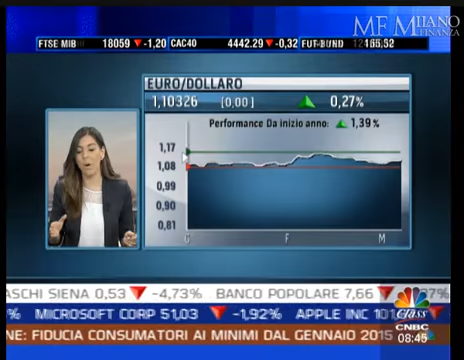 MF MILANO
FINANZA
FTSE MIB 18059 -1,20 CAC40 4442.29 -0,32 FUT-BUND
EURO/DOLLARO
1,10326 [0,00] 0,27%
Performance Da inizio anno: 1,39%
1,17
1,08
0,99
0,90
0,81
G F M
ASCHI SIENA 0,53 -4,73% BANCO POPOLARE 7,66
% MICROSOFT CORP 51,03 -1,92% APPLE INC
NE: FIDUCIA CONSUMATORI AI MINIMI DAL GENNAIO 2015
Class
CNBC
08:45